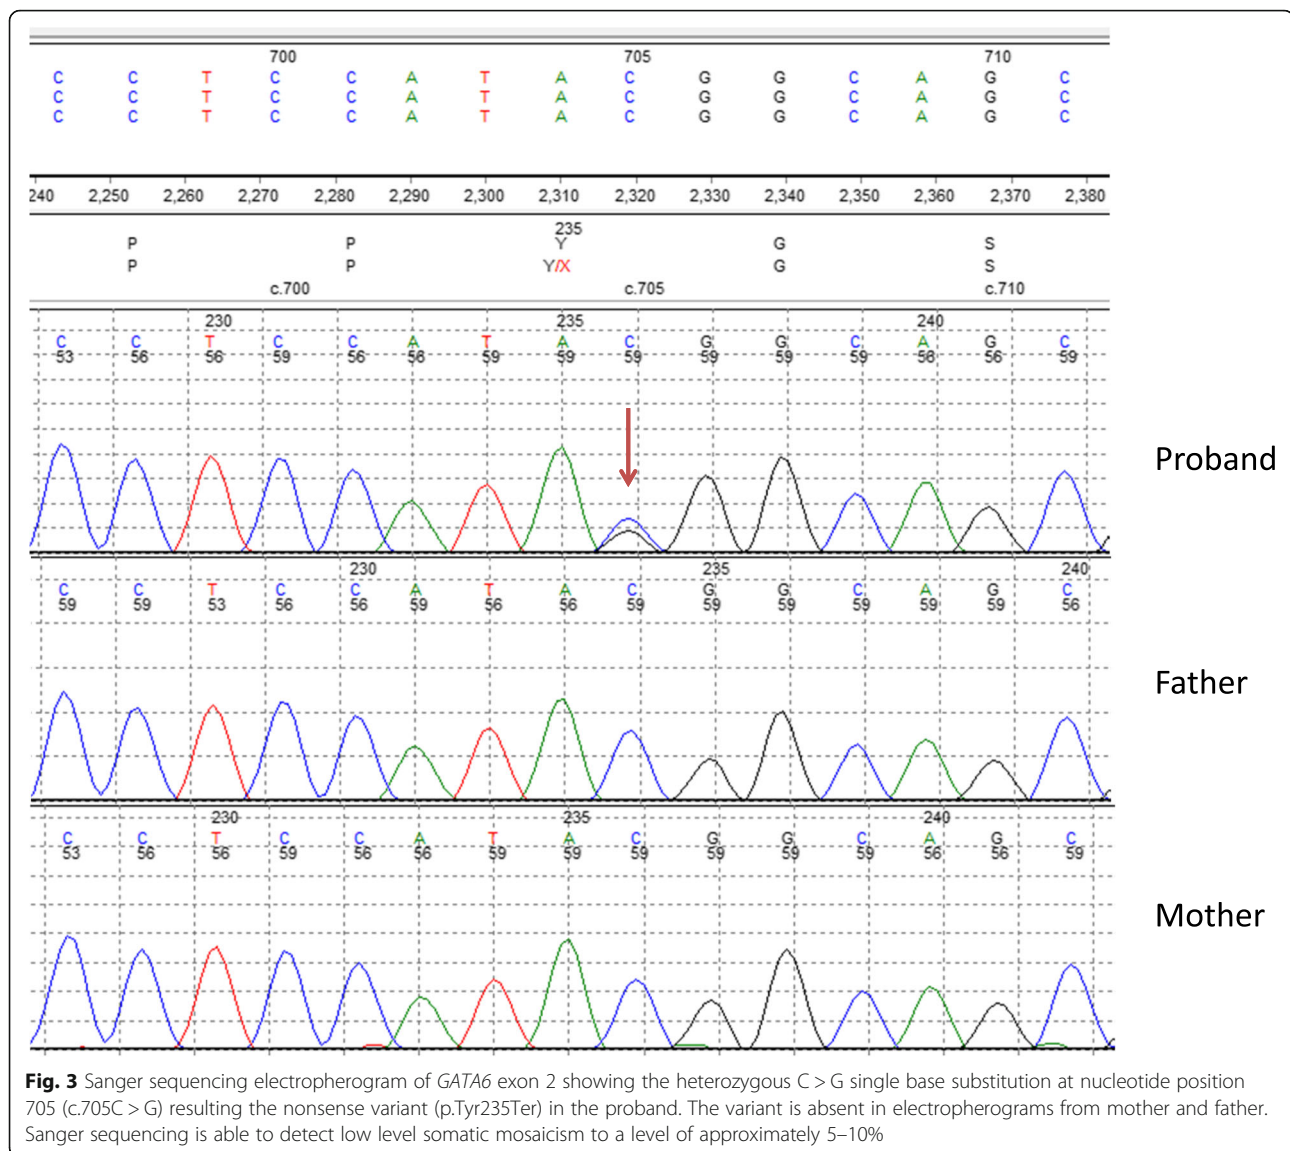 700 705 710
C C T C C A T A C G G C A G C
C C T C C A T A C G G C A G C
C C T C C A T A C G G C A G C
240 2,250 2,260 2,270 2,280 2,290 2,300 2,310 2,320 2,330 2,340 2,350 2,360 2,370 2,380
235
P P Y G S
P P Y/X G S
c.700 c.705 c.710
230 235 240
C C T C C A T A C G G C A G C
53 56 56 59 56 56 59 59 59 59 59 59 56 56 59
Proband
230 235 240
C C T C C A T A C G G C A G C
59 59 53 56 56 59 56 56 59 59 59 59 59 59 56
Father
230 235 240
C C T C C A T A C G G C A G C
53 56 56 59 56 56 59 59 59 59 59 59 56 56 59
Mother
Fig. 3 Sanger sequencing electropherogram of GATA6 exon 2 showing the heterozygous C > G single base substitution at nucleotide position
705 (c.705C > G) resulting the nonsense variant (p.Tyr235Ter) in the proband. The variant is absent in electropherograms from mother and father.
Sanger sequencing is able to detect low level somatic mosaicism to a level of approximately 5–10%